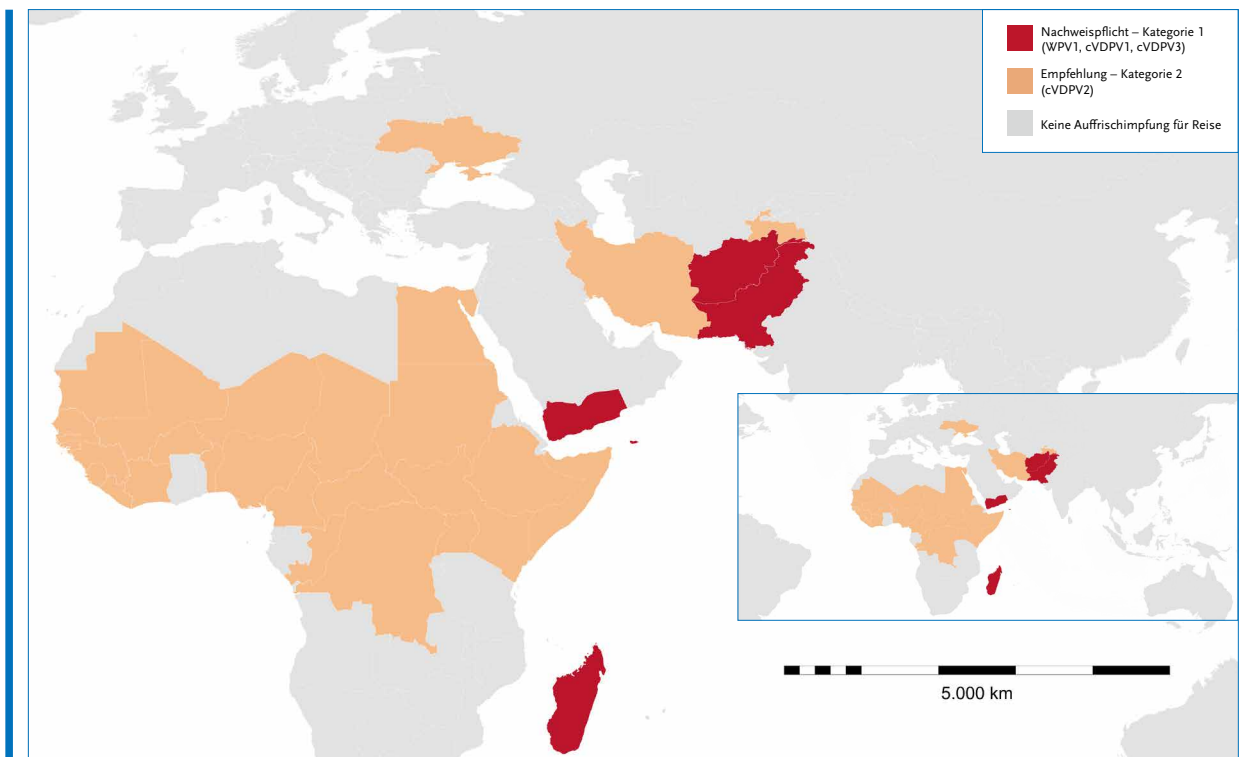 Nachweispflicht – Kategorie 1
(WPV1, cVDPV1, cVDPV3)
Empfehlung – Kategorie 2
(cVDPV2)
Keine Auffrischimpfung für Reise
5.000 km